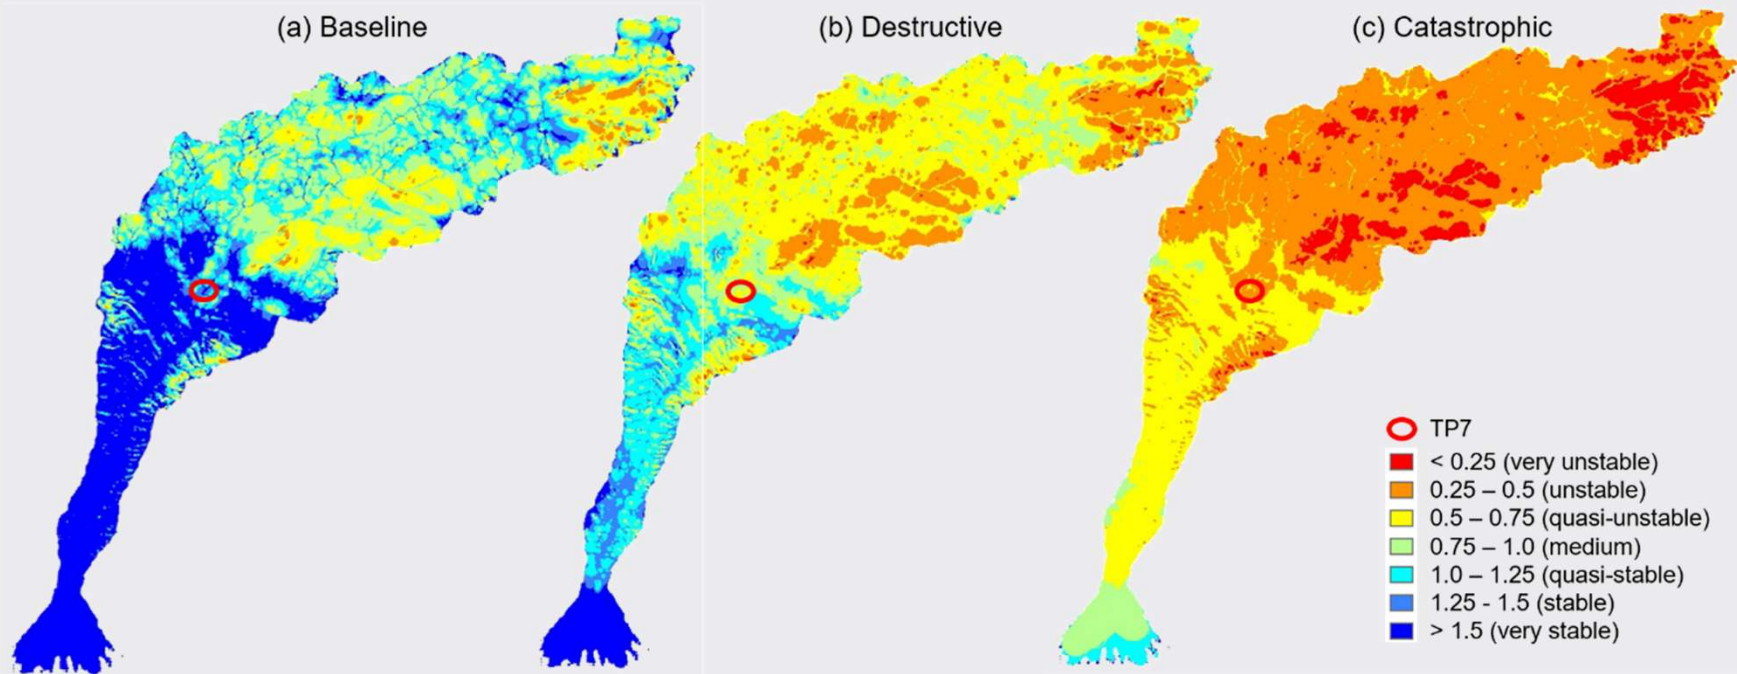 (a) Baseline
(b) Destructive
(c) Catastrophic
TP7
< 0.25 (very unstable)
0.25 – 0.5 (unstable)
0.5 – 0.75 (quasi-unstable)
0.75 – 1.0 (medium)
1.0 – 1.25 (quasi-stable)
1.25 - 1.5 (stable)
> 1.5 (very stable)